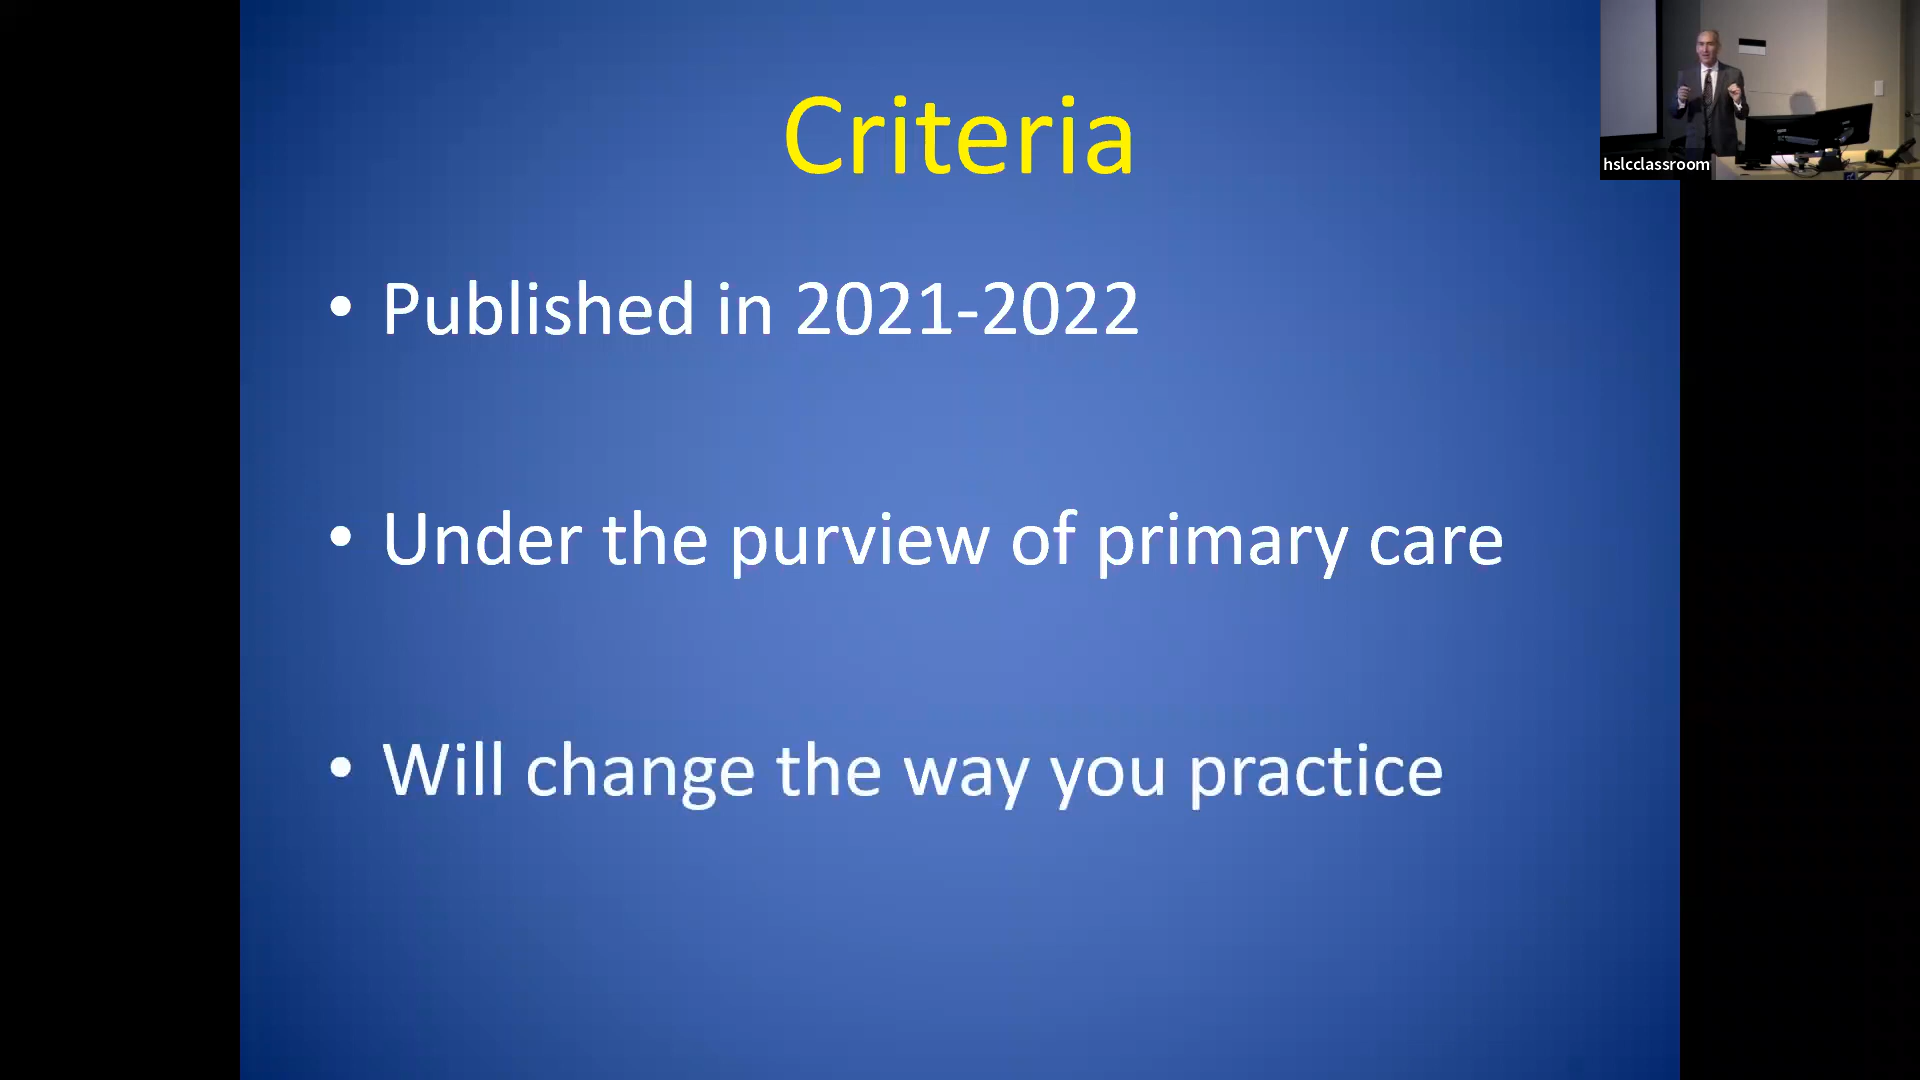 Criteria
• Published in 2021-2022
• Under the purview of primary care
• Will change the way you practice
hslcclassroom